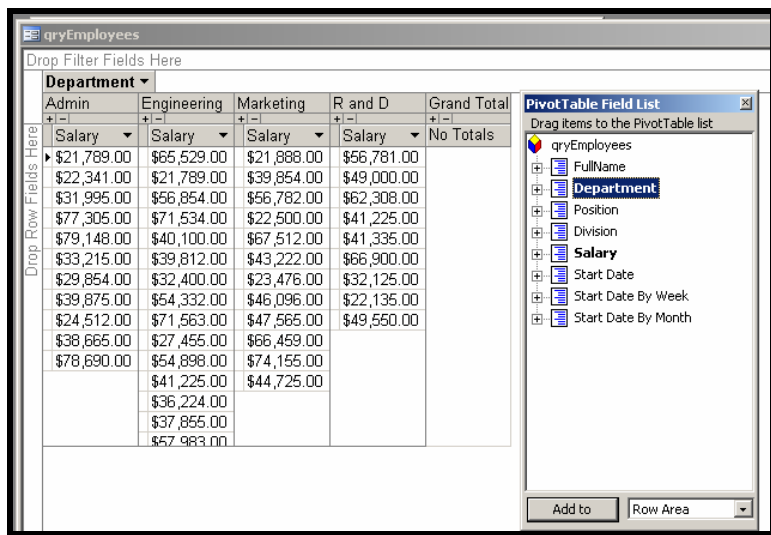 qryEmployees
Drop Filter Fields Here
Department
Admin Engineering Marketing R and D Grand Total
+ - + - + - + - + -
Salary Salary Salary Salary No Totals
$21,789.00 $65,529.00 $21,888.00 $56,781.00
$22,341.00 $21,789.00 $39,854.00 $49,000.00
$31,995.00 $56,854.00 $56,782.00 $62,308.00
$77,305.00 $71,534.00 $22,500.00 $41,225.00
$79,148.00 $40,100.00 $67,512.00 $41,335.00
$33,215.00 $39,812.00 $43,222.00 $66,900.00
$29,854.00 $32,400.00 $23,476.00 $32,125.00
$39,875.00 $54,332.00 $46,096.00 $22,135.00
$24,512.00 $71,563.00 $47,565.00 $49,550.00
$38,665.00 $27,455.00 $66,459.00
$78,690.00 $54,898.00 $74,155.00
$41,225.00 $44,725.00
$36,224.00
$37,855.00
$57,983.00
Drop Row Fields Here
PivotTable Field List
Drag items to the PivotTable list
qryEmployees
FullName
Department
Position
Division
Salary
Start Date
Start Date By Week
Start Date By Month
Add to Row Area